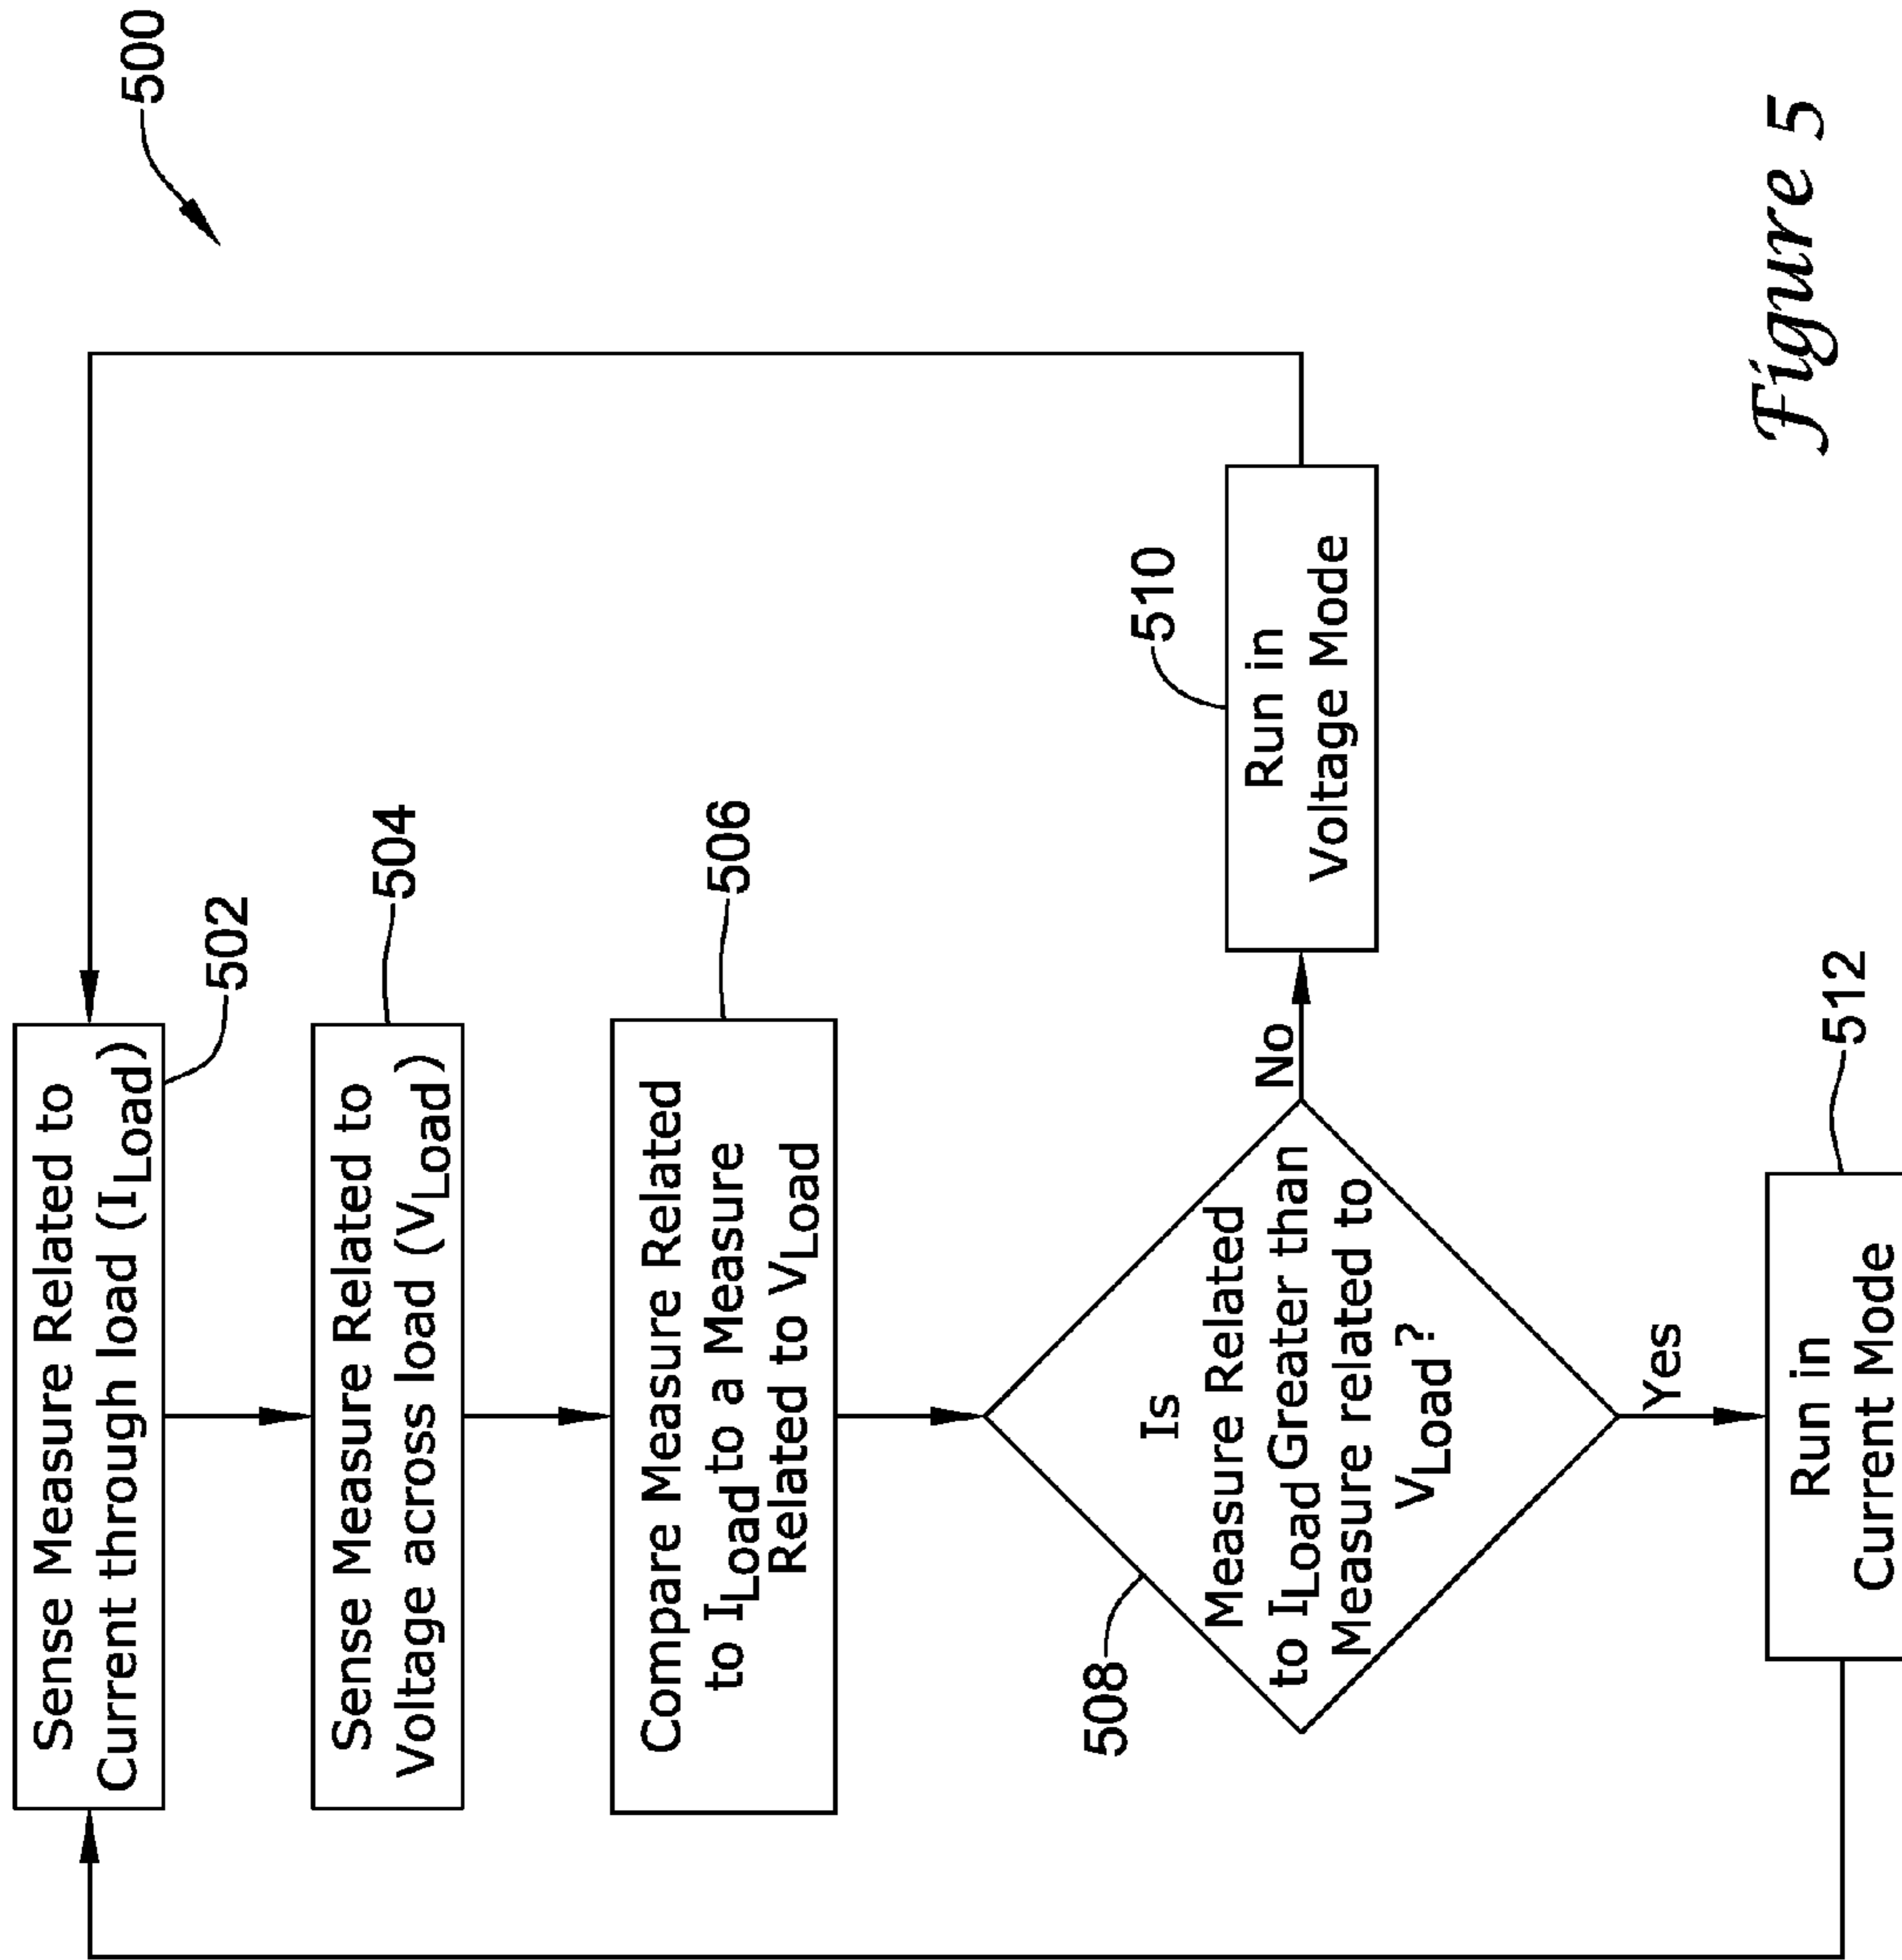 500
Sense Measure Related to
Current through load (ILoad)
502
Sense Measure Related to
Voltage across load (VLoad)
504
Compare Measure Related
to ILoad to a Measure
Related to VLoad
506
508
Is
Measure Related
to ILoad Greater than
Measure related to
VLoad?
No
Run in
Voltage Mode
510
Yes
Run in
Current Mode
512
Figure 5